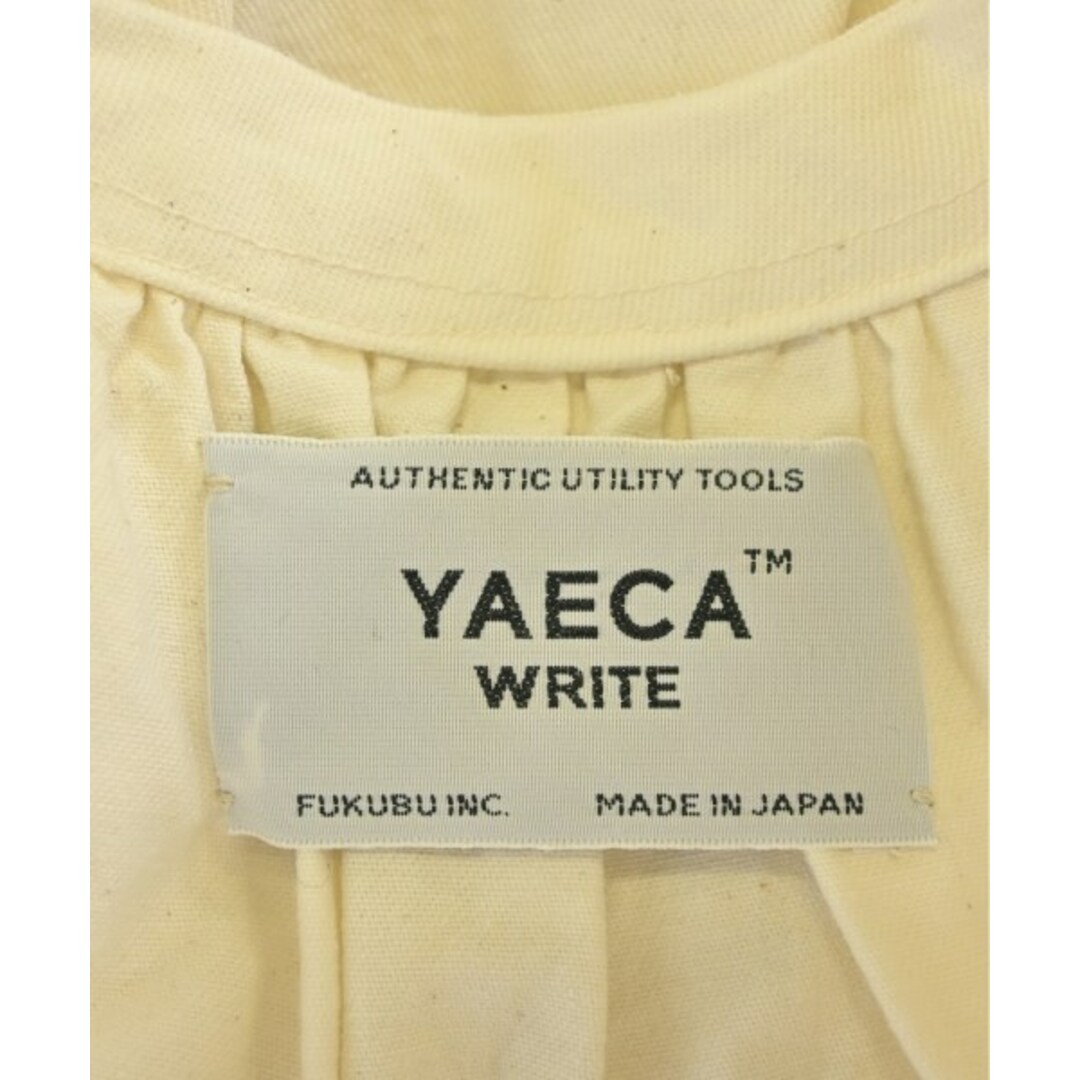 AUTHENTIC UTILITY TOOLS
YAECA™
WRITE
FUKUBU INC. MADE IN JAPAN